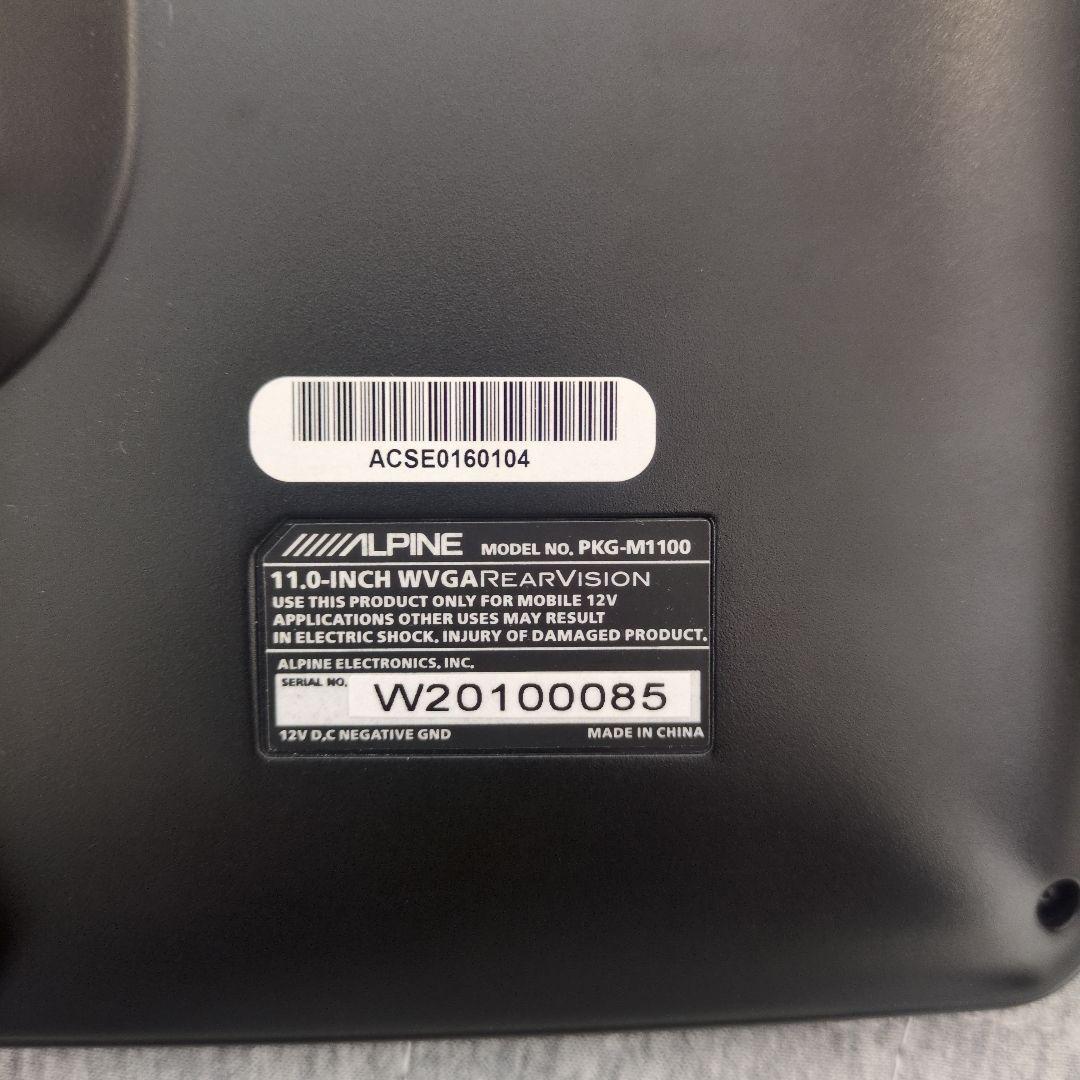 ACSE0160104
ALPINE MODEL NO. PKG-M1100
11.0-INCH WVGA REARVISION
USE THIS PRODUCT ONLY FOR MOBILE 12V
APPLICATIONS OTHER USES MAY RESULT
IN ELECTRIC SHOCK, INJURY OF DAMAGED PRODUCT.
ALPINE ELECTRONICS, INC.
SERIAL NO. W20100085
12V D,C NEGATIVE GND MADE IN CHINA